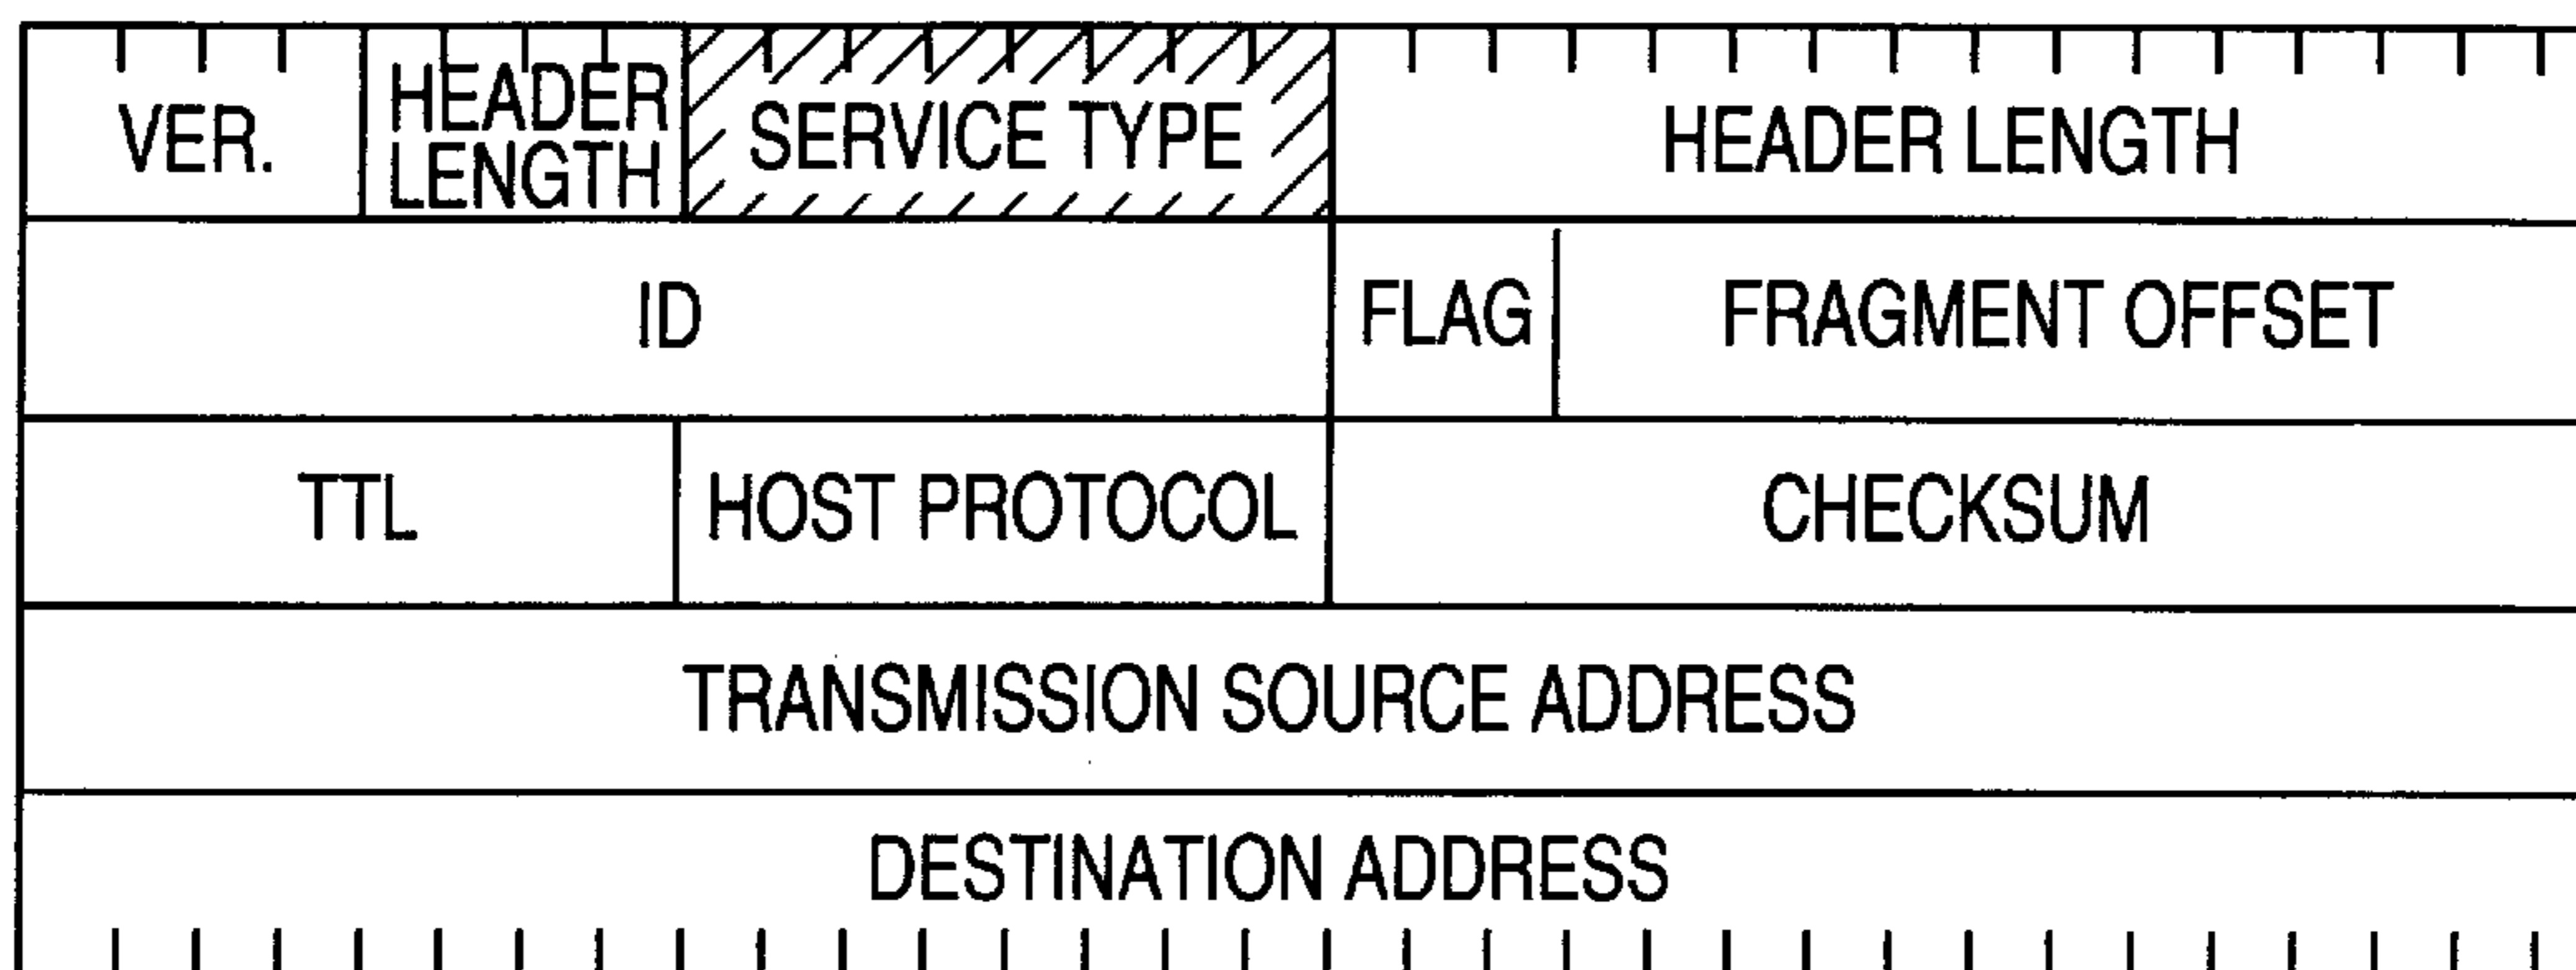 VER.
HEADER
LENGTH
SERVICE TYPE
HEADER LENGTH
ID
FLAG
FRAGMENT OFFSET
TTL
HOST PROTOCOL
CHECKSUM
TRANSMISSION SOURCE ADDRESS
DESTINATION ADDRESS